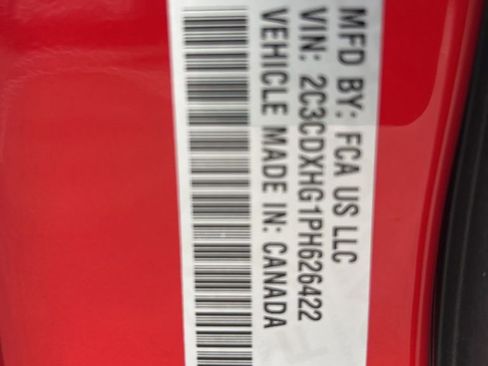 MFD BY: FCA US LLC
VIN: 2C3CDXHG1PH626422
VEHICLE MADE IN: CANADA